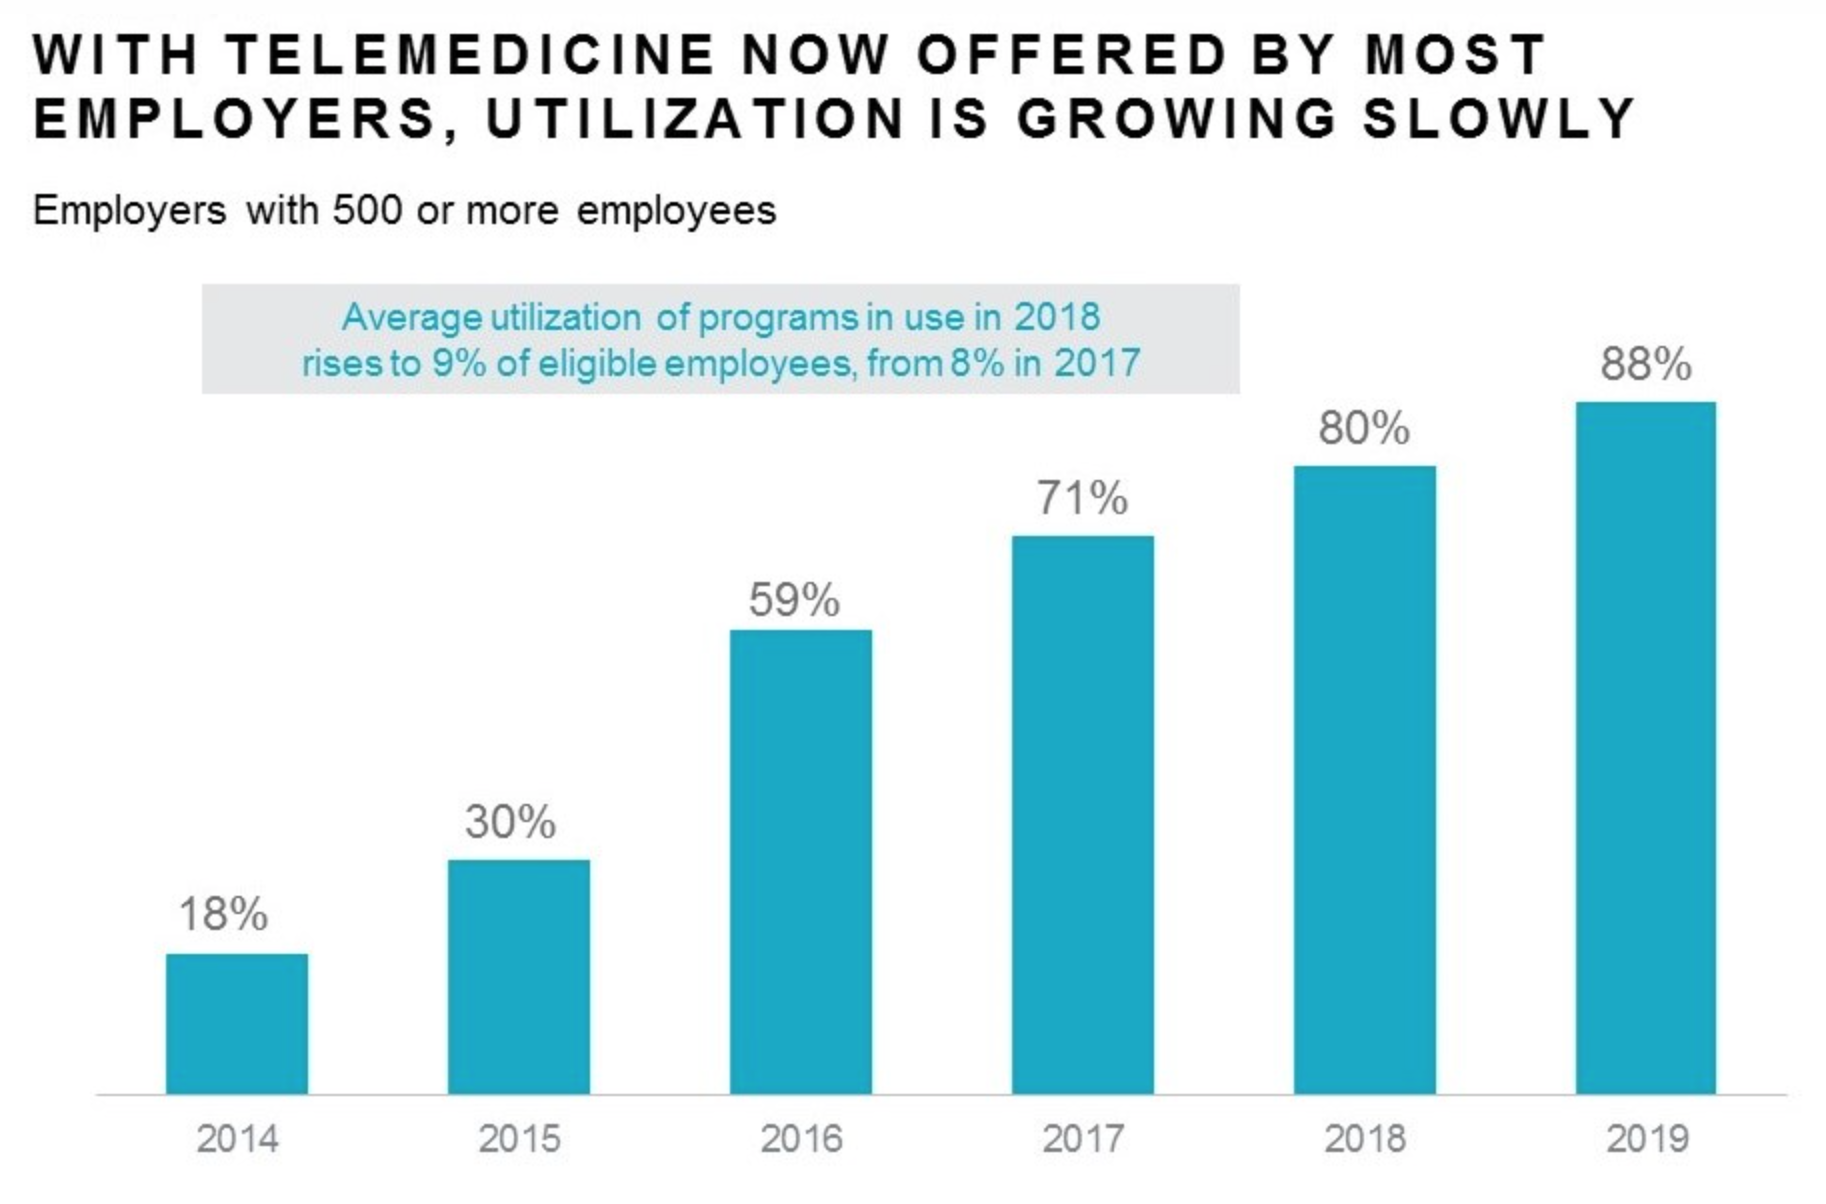 WITH TELEMEDICINE NOW OFFERED BY MOST
EMPLOYERS, UTILIZATION IS GROWING SLOWLY
Employers with 500 or more employees
Average utilization of programs in use in 2018
rises to 9% of eligible employees, from 8% in 2017
18%
30%
59%
71%
80%
88%
2014
2015
2016
2017
2018
2019